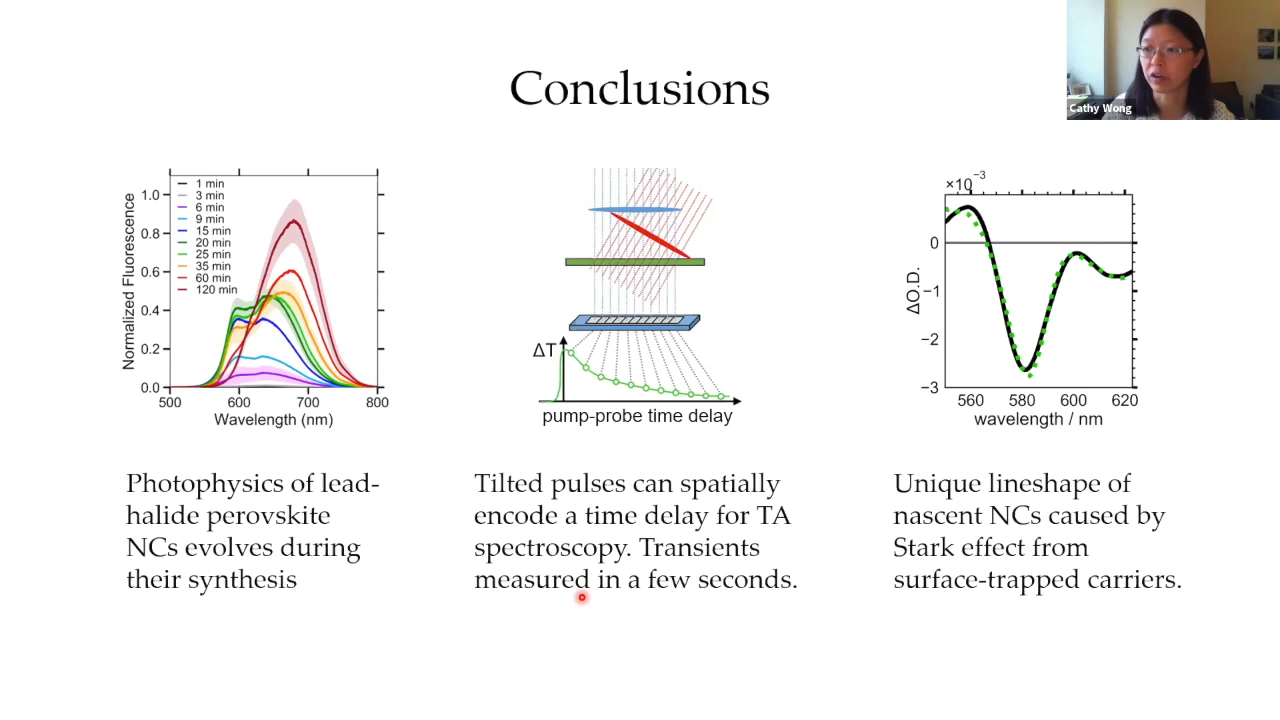 Conclusions
Cathy Wong
Normalized Fluorescence
1.0
0.8
0.6
0.4
0.2
0.0
1 min
3 min
6 min
9 min
15 min
20 min
25 min
35 min
60 min
120 min
500
600
700
800
Wavelength (nm)
ΔT
pump-probe time delay
×10⁻³
ΔO.D.
0
−1
−2
−3
560
580
600
620
wavelength / nm
Photophysics of lead-
halide perovskite
NCs evolves during
their synthesis
Tilted pulses can spatially
encode a time delay for TA
spectroscopy. Transients
measured in a few seconds.
Unique lineshape of
nascent NCs caused by
Stark effect from
surface-trapped carriers.